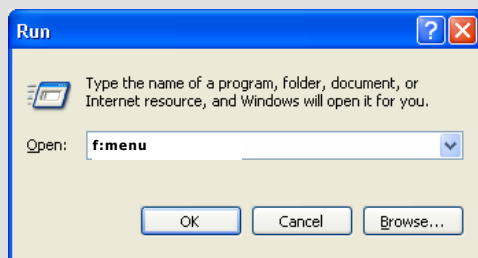 Run
Type the name of a program, folder, document, or
Internet resource, and Windows will open it for you.
Open: f:menu
OK Cancel Browse...